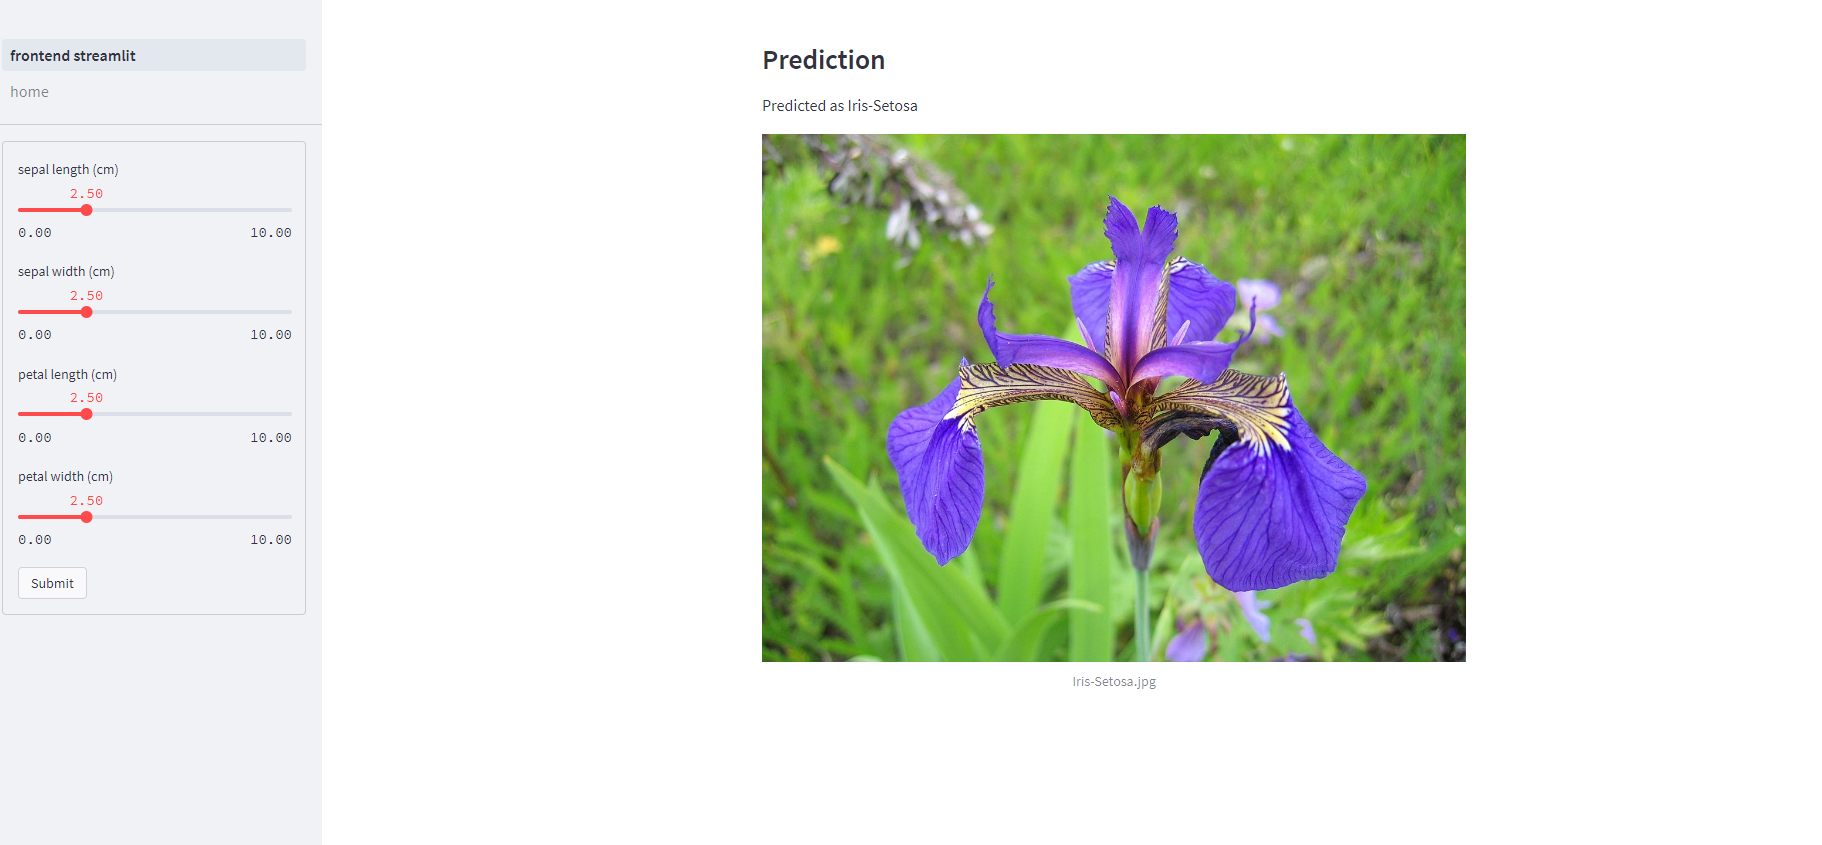 frontend streamlit
home
sepal length (cm)
2.50
0.00 10.00
sepal width (cm)
2.50
0.00 10.00
petal length (cm)
2.50
0.00 10.00
petal width (cm)
2.50
0.00 10.00
Submit
Prediction
Predicted as Iris-Setosa
Iris-Setosa.jpg